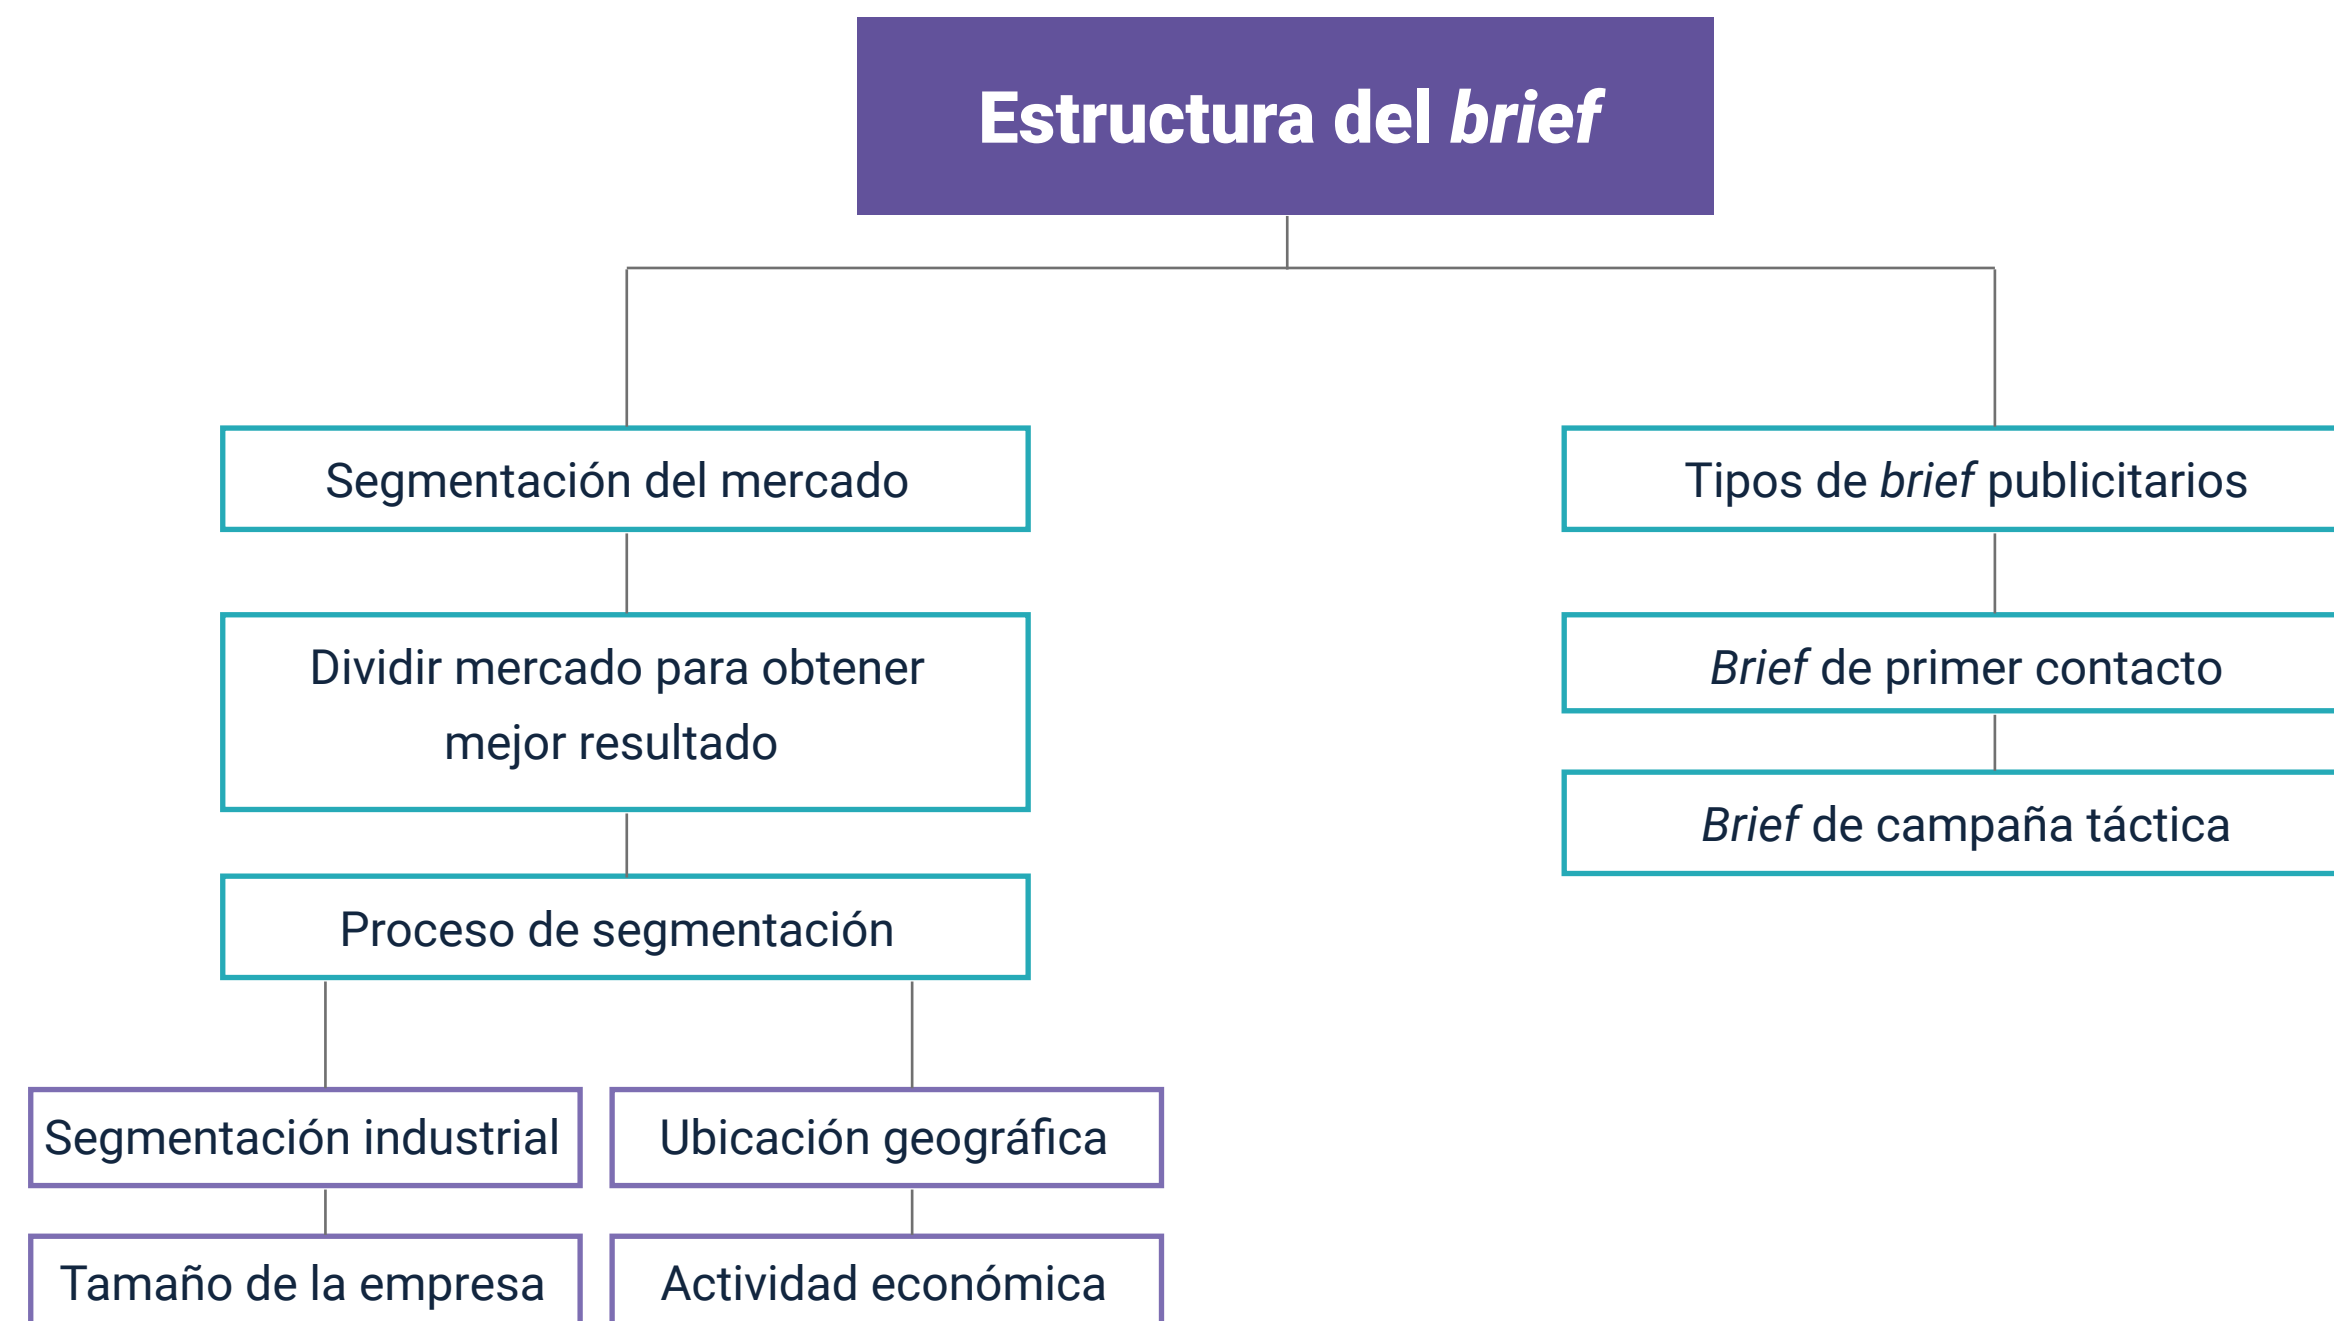 Estructura del brief
Segmentación del mercado
Dividir mercado para obtener
mejor resultado
Proceso de segmentación
Segmentación industrial
Ubicación geográfica
Tamaño de la empresa
Actividad económica
Tipos de brief publicitarios
Brief de primer contacto
Brief de campaña táctica